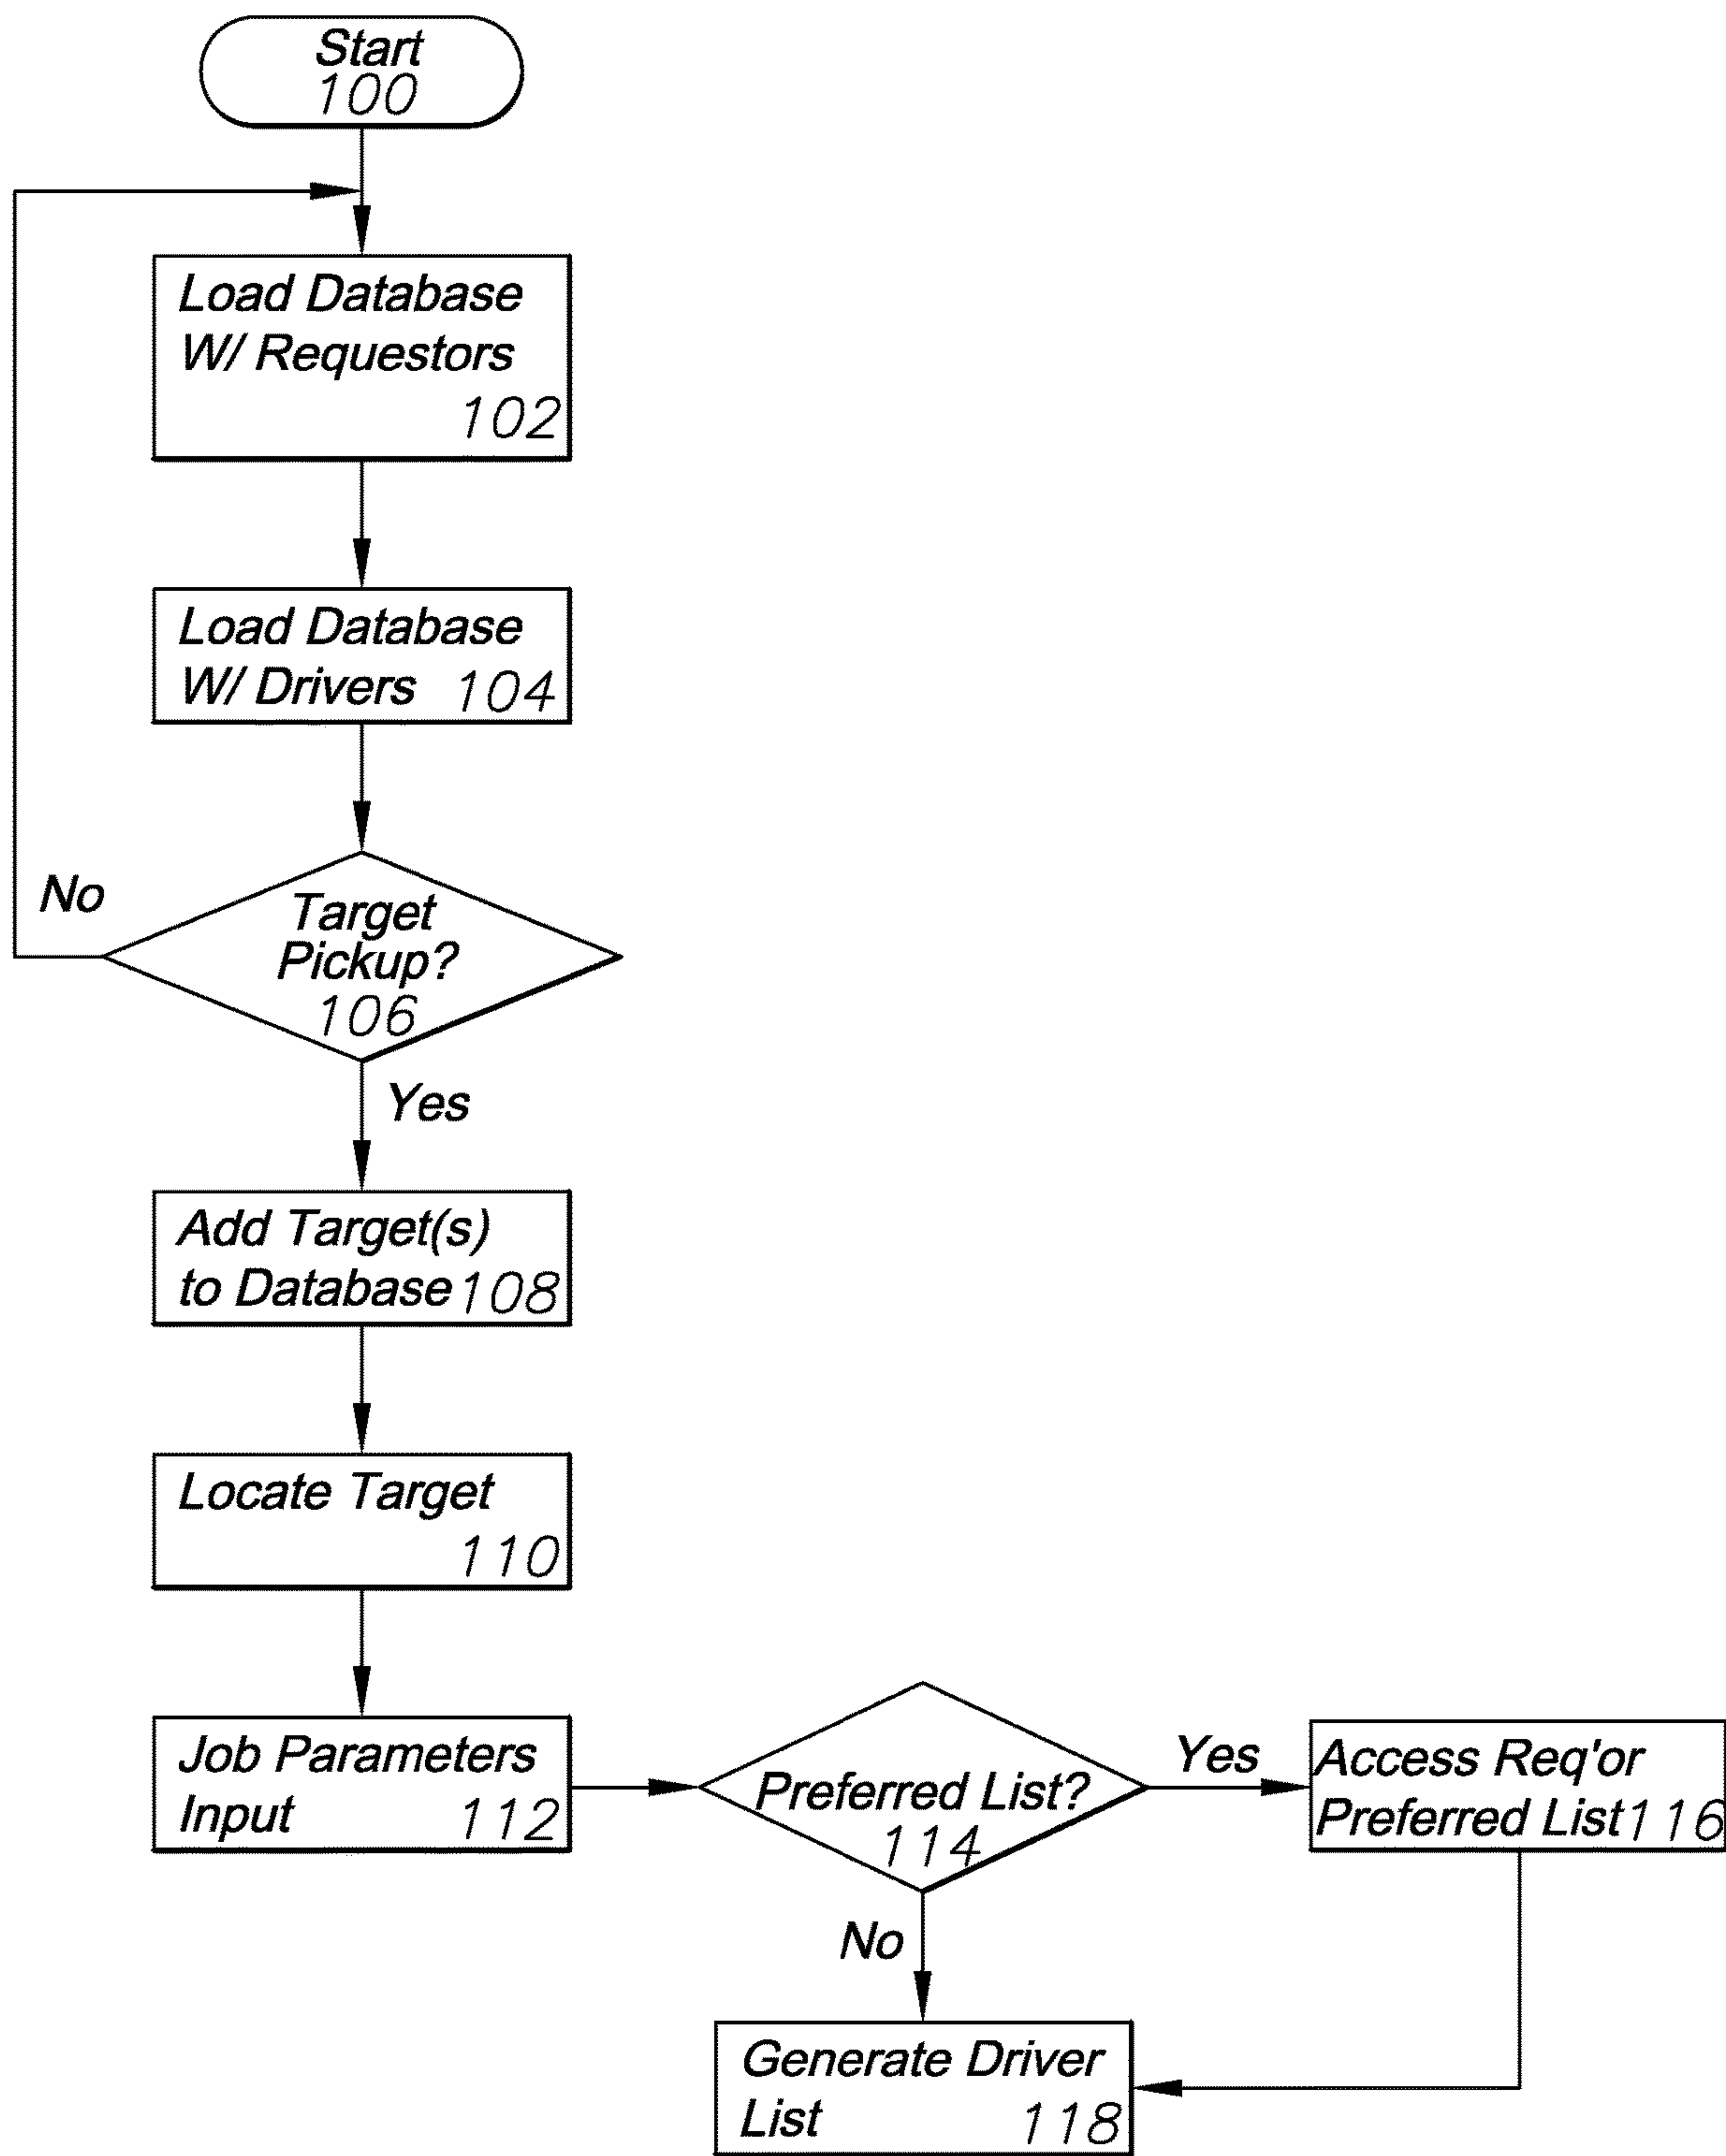 Start
100
Load Database
W/ Requestors
102
Load Database
W/ Drivers 104
No
Target
Pickup?
106
Yes
Add Target(s)
to Database 108
Locate Target
110
Job Parameters
Input 112
Preferred List?
114
Yes
Access Req'or
Preferred List 116
No
Generate Driver
List 118